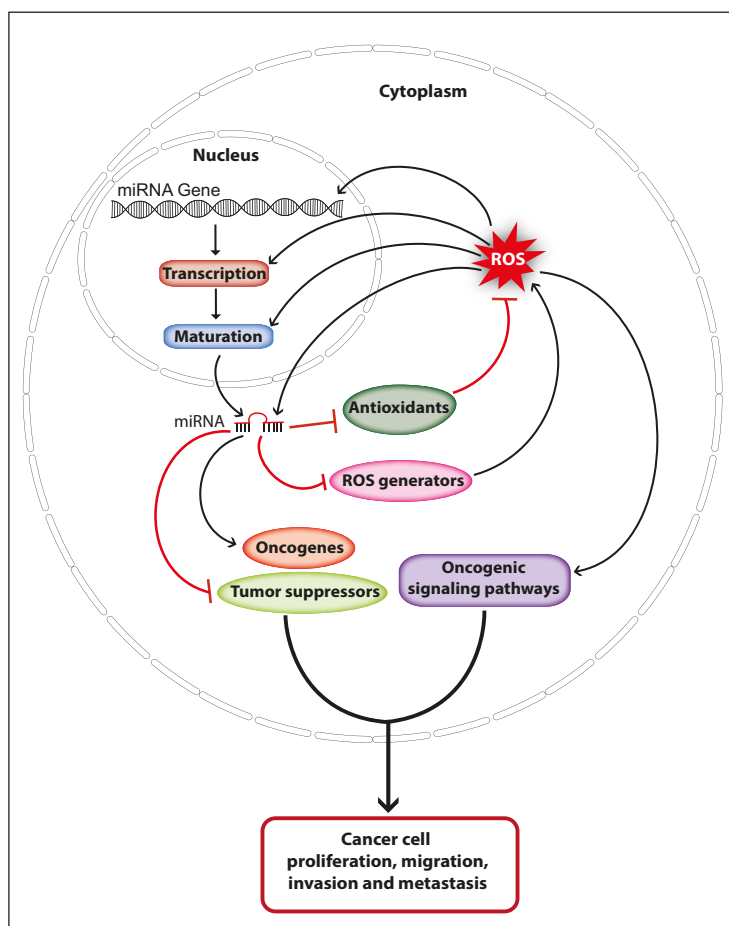 Cytoplasm
Nucleus
miRNA Gene
ROS
Transcription
Maturation
miRNA
Antioxidants
ROS generators
Oncogenes
Tumor suppressors
Oncogenic
signaling pathways
Cancer cell
proliferation, migration,
invasion and metastasis